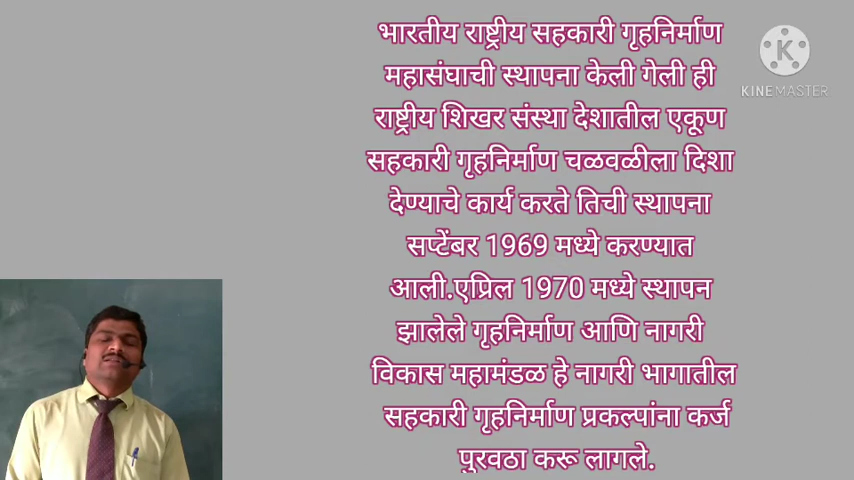 भारतीय राष्ट्रीय सहकारी गृहनिर्माण
महासंघाची स्थापना केली गेली ही
राष्ट्रीय शिखर संस्था देशातील एकूण
सहकारी गृहनिर्माण चळवळीला दिशा
देण्याचे कार्य करते तिची स्थापना
सप्टेंबर 1969 मध्ये करण्यात
आली.एप्रिल 1970 मध्ये स्थापन
झालेले गृहनिर्माण आणि नागरी
विकास महामंडळ हे नागरी भागातील
सहकारी गृहनिर्माण प्रकल्पांना कर्ज
पुरवठा करू लागले.
K
KINEMASTER